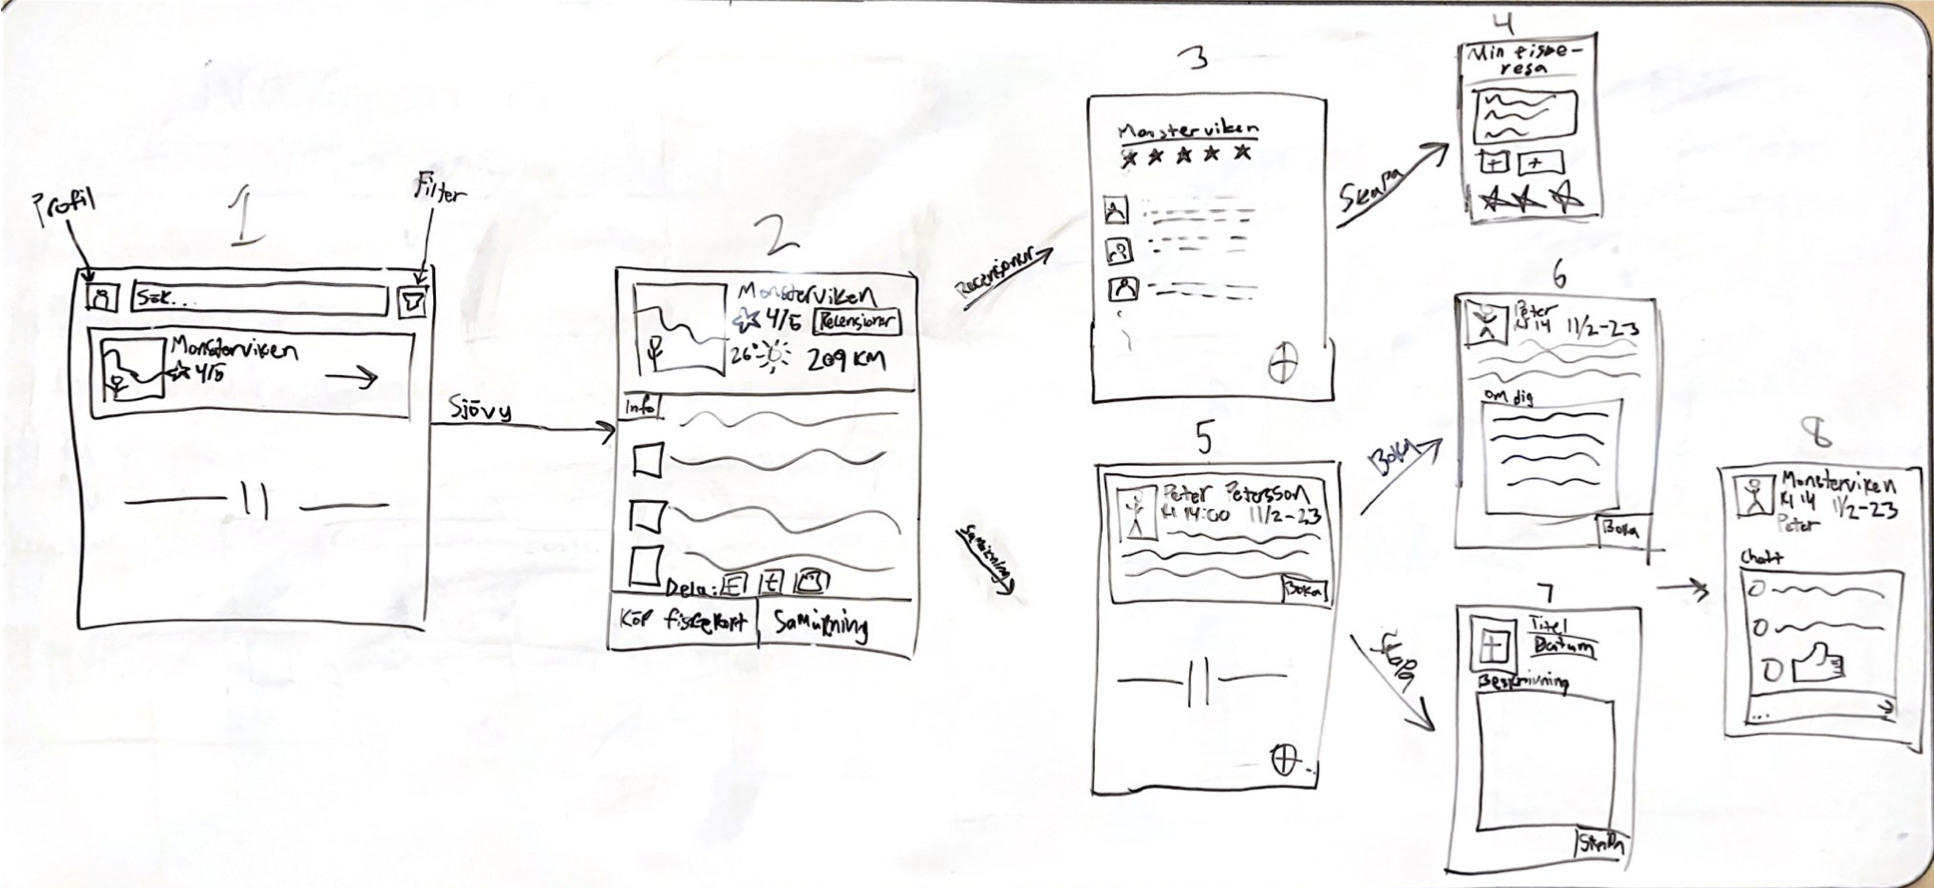 Profil
Filter
1
Sök...
Monsterviken
4/5
Sjövy
2
Monsterviken
4/5 Recensioner
26° 209 KM
Info
Dela: F t
Köp fiskekort
Samåkning
Recensioner
Samåkning
3
Monsterviken
Skapa
4
Min fiske-
resa
5
Peter Petersson
Kl 14:00 11/2-23
Boka
Boka
Skapa
6
Peter
Kl 14 11/2-23
Om dig
Boka
7
Titel
Datum
Beskrivning
Skapa
8
Monsterviken
Kl 14 11/2-23
Peter
Chatt
...